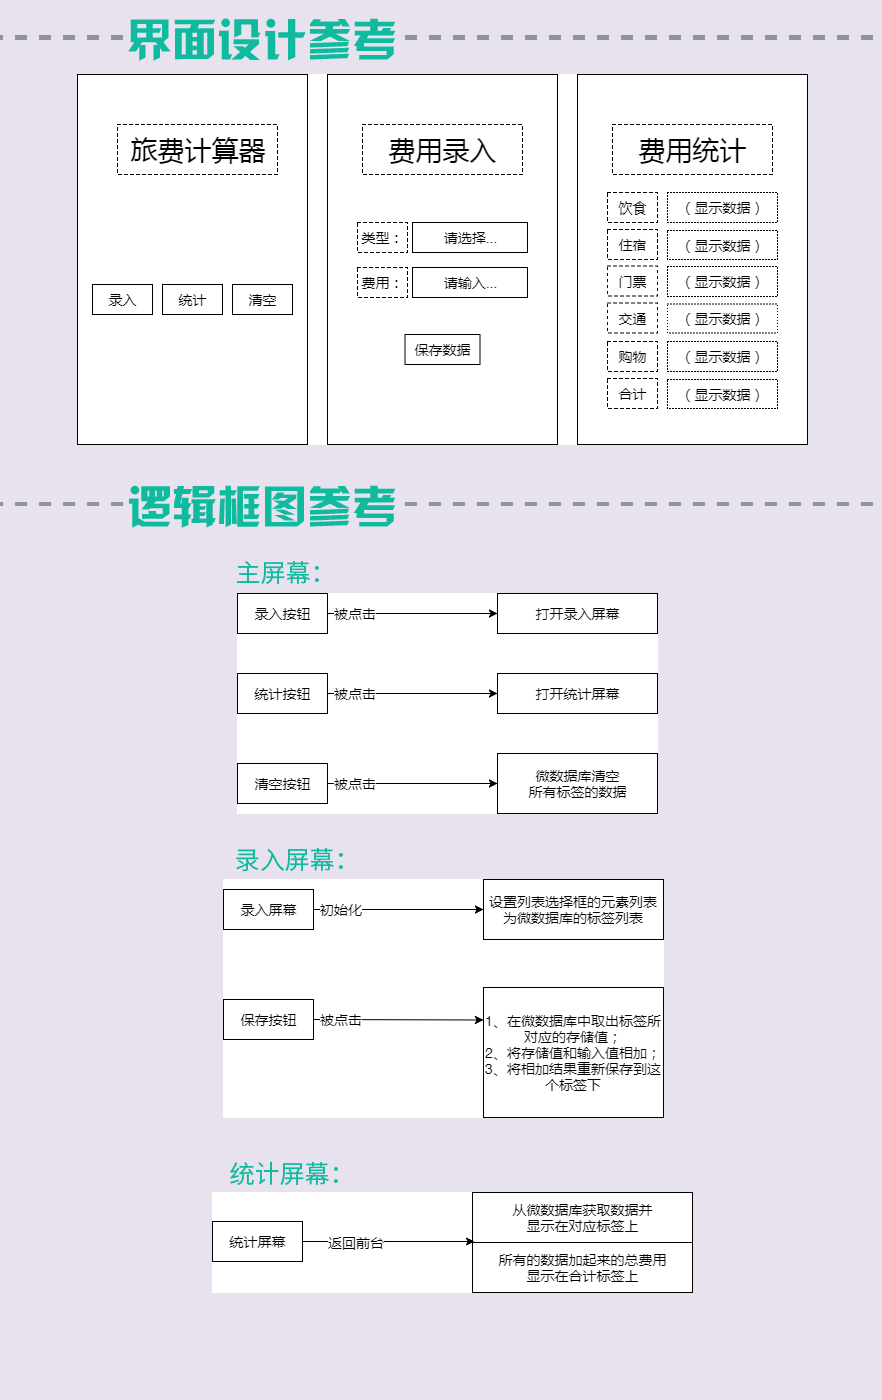 界面设计参考
旅费计算器
录入
统计
清空
费用录入
类型：
请选择...
费用：
请输入...
保存数据
费用统计
饮食
（显示数据）
住宿
（显示数据）
门票
（显示数据）
交通
（显示数据）
购物
（显示数据）
合计
（显示数据）
逻辑框图参考
主屏幕：
录入按钮
被点击
打开录入屏幕
统计按钮
被点击
打开统计屏幕
清空按钮
被点击
微数据库清空
所有标签的数据
录入屏幕：
录入屏幕
初始化
设置列表选择框的元素列表
为微数据库的标签列表
保存按钮
被点击
1、在微数据库中取出标签所
对应的存储值；
2、将存储值和输入值相加；
3、将相加结果重新保存到这
个标签下
统计屏幕：
统计屏幕
返回前台
从微数据库获取数据并
显示在对应标签上
所有的数据加起来的总费用
显示在合计标签上